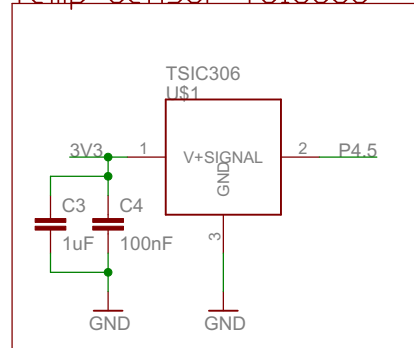 TSIC306
U$1
3V3
1
V+SIGNAL
GND
2
P4.5
3
C3
1uF
C4
100nF
GND
GND